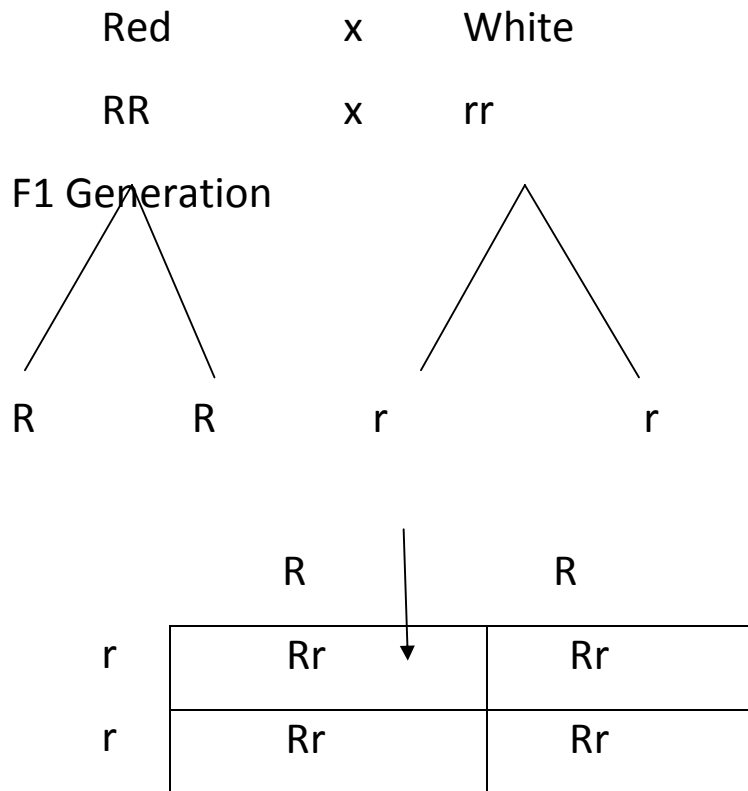 Red x White
RR x rr
F1 Generation
R R r r
R R
r Rr Rr
r Rr Rr